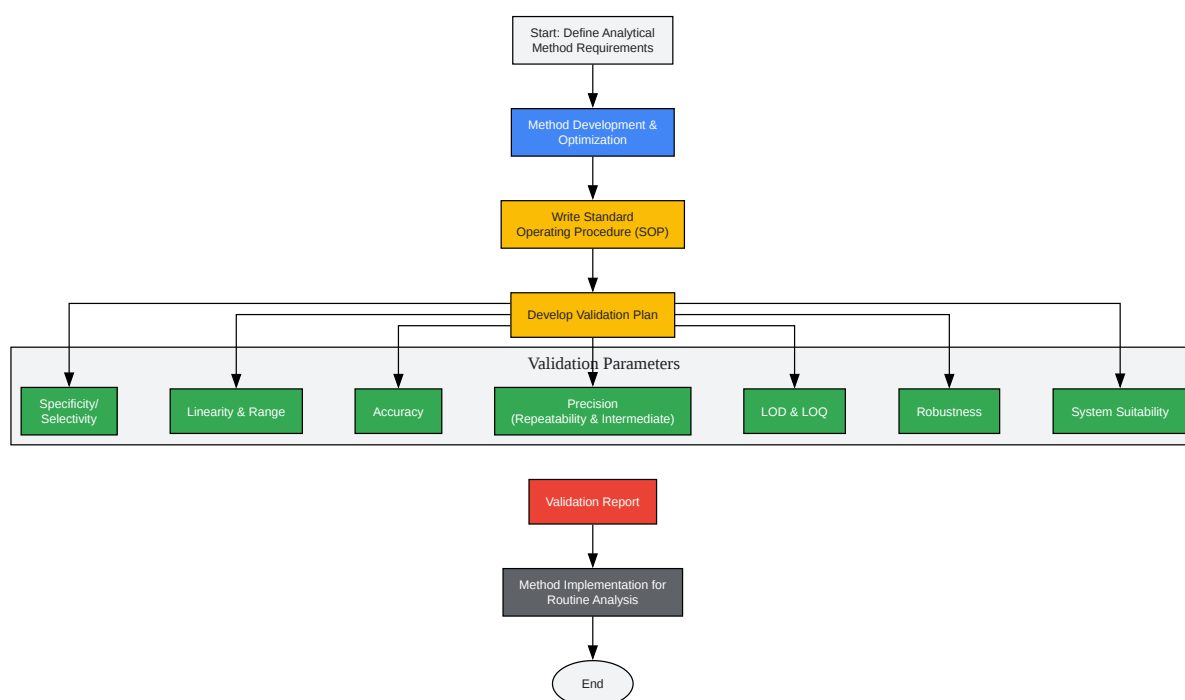 Start: Define Analytical
Method Requirements
Method Development &
Optimization
Write Standard
Operating Procedure (SOP)
Develop Validation Plan
Validation Parameters
Specificity/
Selectivity
Linearity & Range
Accuracy
Precision
(Repeatability & Intermediate)
LOD & LOQ
Robustness
System Suitability
Validation Report
Method Implementation for
Routine Analysis
End